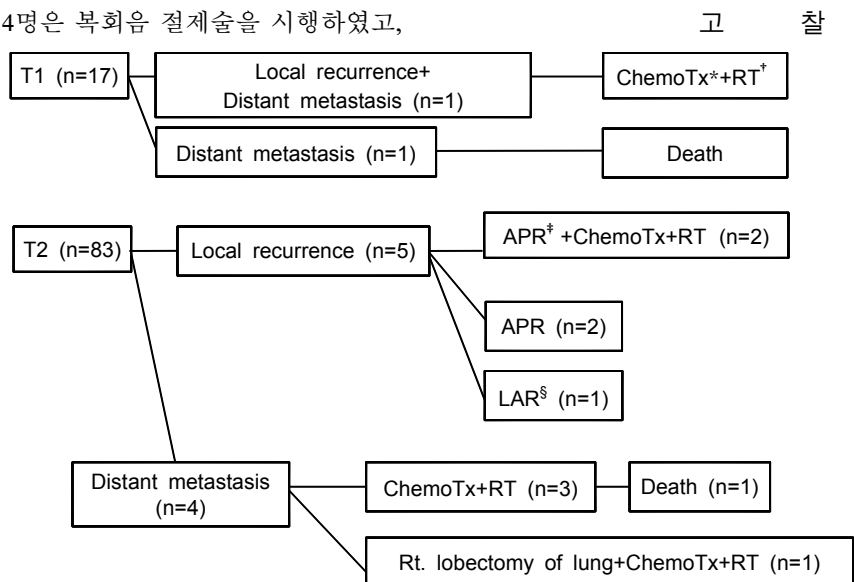 4명은 복회음 절제술을 시행하였고,
고 찰
T1 (n=17)
Local recurrence+
Distant metastasis (n=1)
ChemoTx*+RT†
Distant metastasis (n=1)
Death
T2 (n=83)
Local recurrence (n=5)
APR‡ +ChemoTx+RT (n=2)
APR (n=2)
LAR§ (n=1)
Distant metastasis
(n=4)
ChemoTx+RT (n=3)
Death (n=1)
Rt. lobectomy of lung+ChemoTx+RT (n=1)